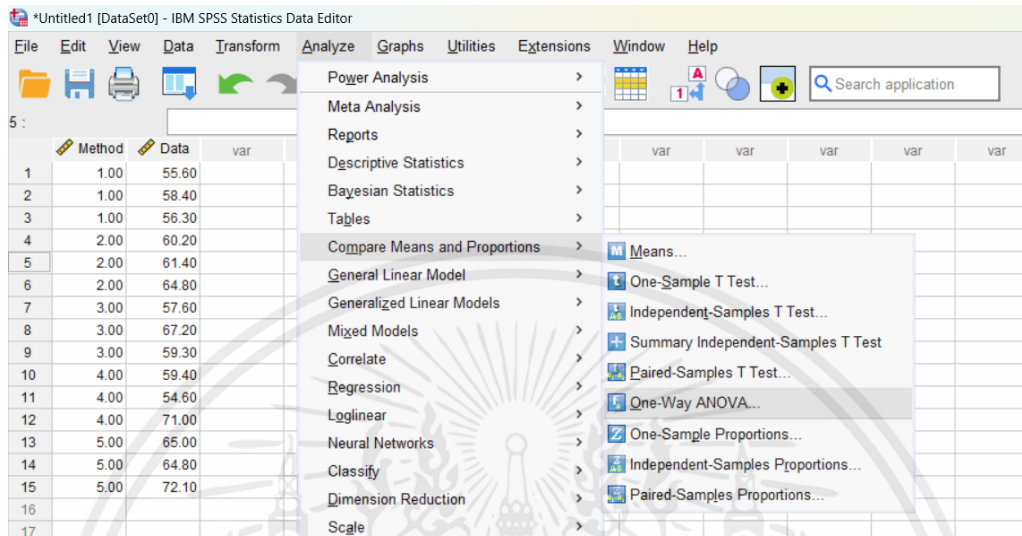 *Untitled1 [DataSet0] - IBM SPSS Statistics Data Editor
File Edit View Data Transform Analyze Graphs Utilities Extensions Window Help
A
1
Search application
5 :
Method Data var var var var var var
1 1.00 55.60
2 1.00 58.40
3 1.00 56.30
4 2.00 60.20
5 2.00 61.40
6 2.00 64.80
7 3.00 57.60
8 3.00 67.20
9 3.00 59.30
10 4.00 59.40
11 4.00 54.60
12 4.00 71.00
13 5.00 65.00
14 5.00 64.80
15 5.00 72.10
16
17
Power Analysis
Meta Analysis
Reports
Descriptive Statistics
Bayesian Statistics
Tables
Compare Means and Proportions
General Linear Model
Generalized Linear Models
Mixed Models
Correlate
Regression
Loglinear
Neural Networks
Classify
Dimension Reduction
Scale
M Means...
t One-Sample T Test...
Independent-Samples T Test...
Summary Independent-Samples T Test
Paired-Samples T Test...
One-Way ANOVA...
Z One-Sample Proportions...
Independent-Samples Proportions...
Paired-Samples Proportions...